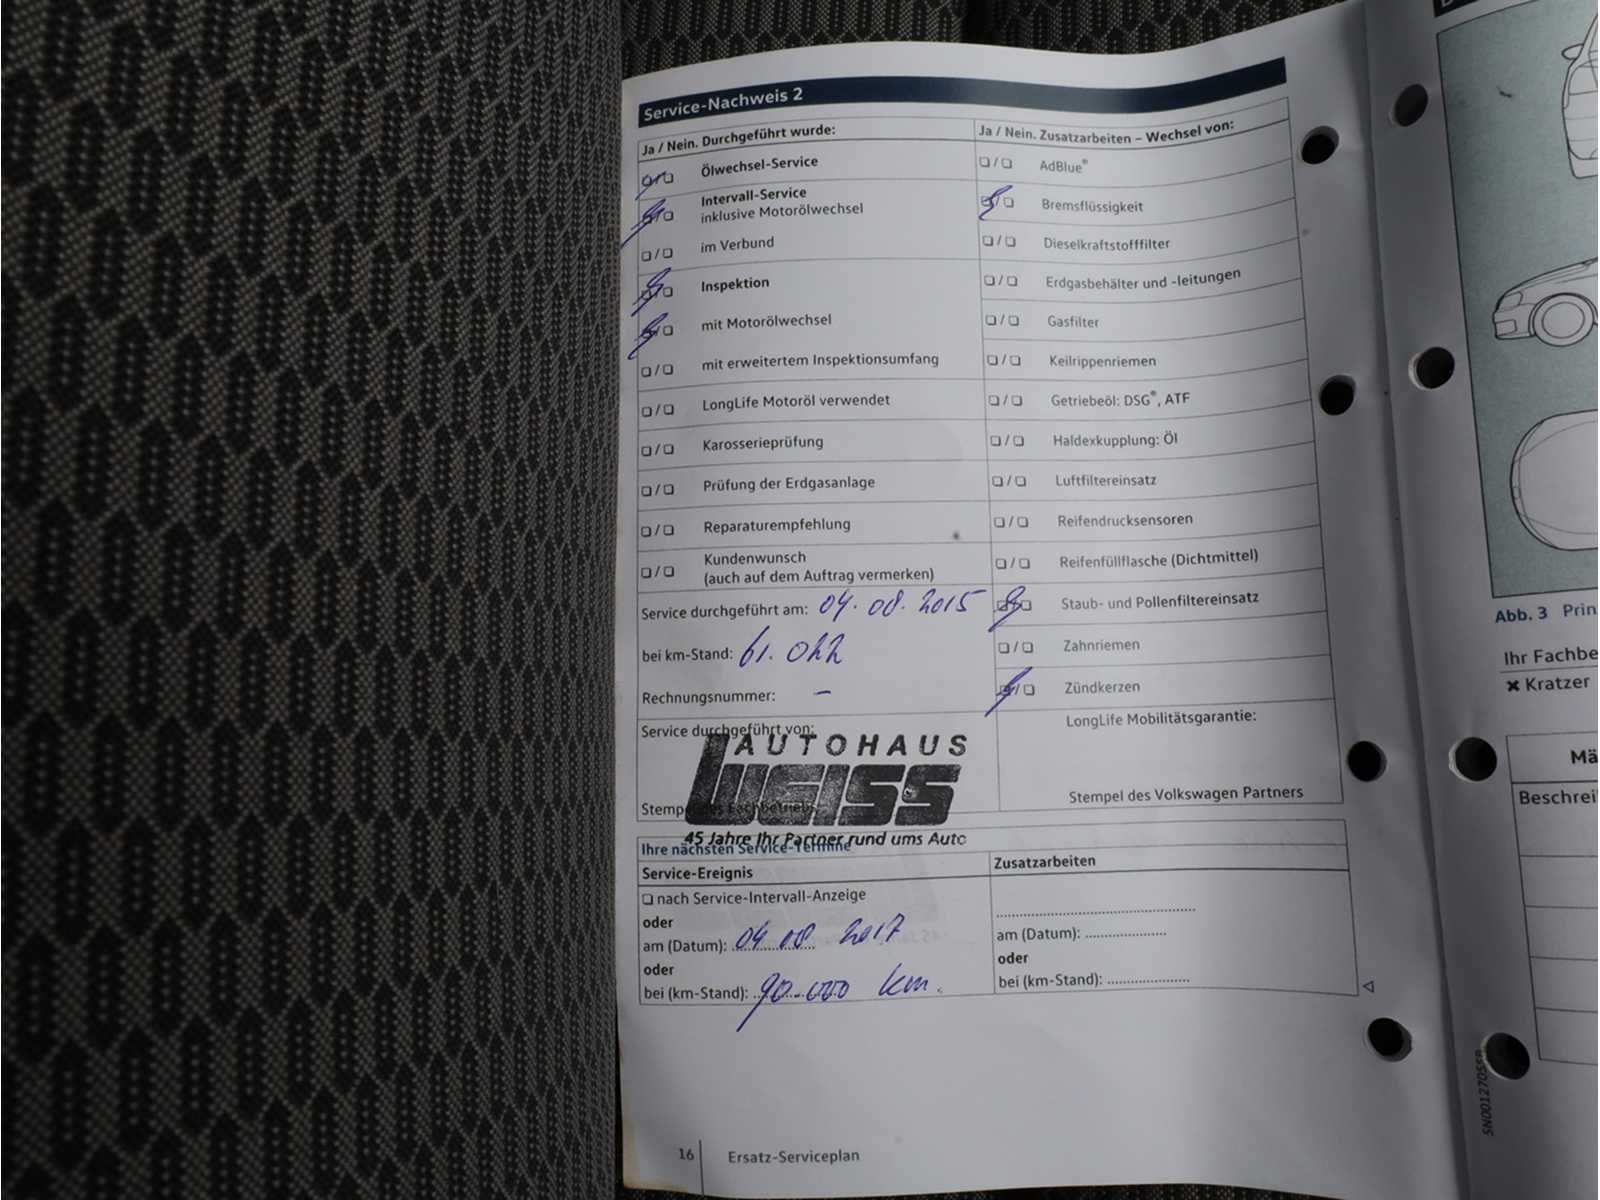 Service-Nachweis 2
Ja / Nein. Durchgeführt wurde:
❏ / ❏ Ölwechsel-Service
❏ / ❏ Intervall-Service
inklusive Motorölwechsel
❏ / ❏ im Verbund
❏ / ❏ Inspektion
❏ / ❏ mit Motorölwechsel
❏ / ❏ mit erweitertem Inspektionsumfang
❏ / ❏ LongLife Motoröl verwendet
❏ / ❏ Karosserieprüfung
❏ / ❏ Prüfung der Erdgasanlage
❏ / ❏ Reparaturempfehlung
❏ / ❏ Kundenwunsch
(auch auf dem Auftrag vermerken)
Service durchgeführt am: 04.08.2015
bei km-Stand: 61.022
Rechnungsnummer: –
Service durchgeführt von:
AUTOHAUS
WEISS
Stempel des Fachbetriebs
45 Jahre Ihr Partner rund ums Auto
Ja / Nein. Zusatzarbeiten – Wechsel von:
❏ / ❏ AdBlue®
❏ / ❏ Bremsflüssigkeit
❏ / ❏ Dieselkraftstofffilter
❏ / ❏ Erdgasbehälter und -leitungen
❏ / ❏ Gasfilter
❏ / ❏ Keilrippenriemen
❏ / ❏ Getriebeöl: DSG®, ATF
❏ / ❏ Haldexkupplung: Öl
❏ / ❏ Luftfiltereinsatz
❏ / ❏ Reifendrucksensoren
❏ / ❏ Reifenfüllflasche (Dichtmittel)
❏ / ❏ Staub- und Pollenfiltereinsatz
❏ / ❏ Zahnriemen
❏ / ❏ Zündkerzen
LongLife Mobilitätsgarantie:
Stempel des Volkswagen Partners
Ihre nächsten Service-Termine
Service-Ereignis
❏ nach Service-Intervall-Anzeige
oder
am (Datum): 04 08 2017
oder
bei (km-Stand): 90.000 km.
Zusatzarbeiten
am (Datum):
oder
bei (km-Stand):
16 Ersatz-Serviceplan
Abb. 3 Prin
Ihr Fachbe
✖ Kratzer
Mä
Beschrei